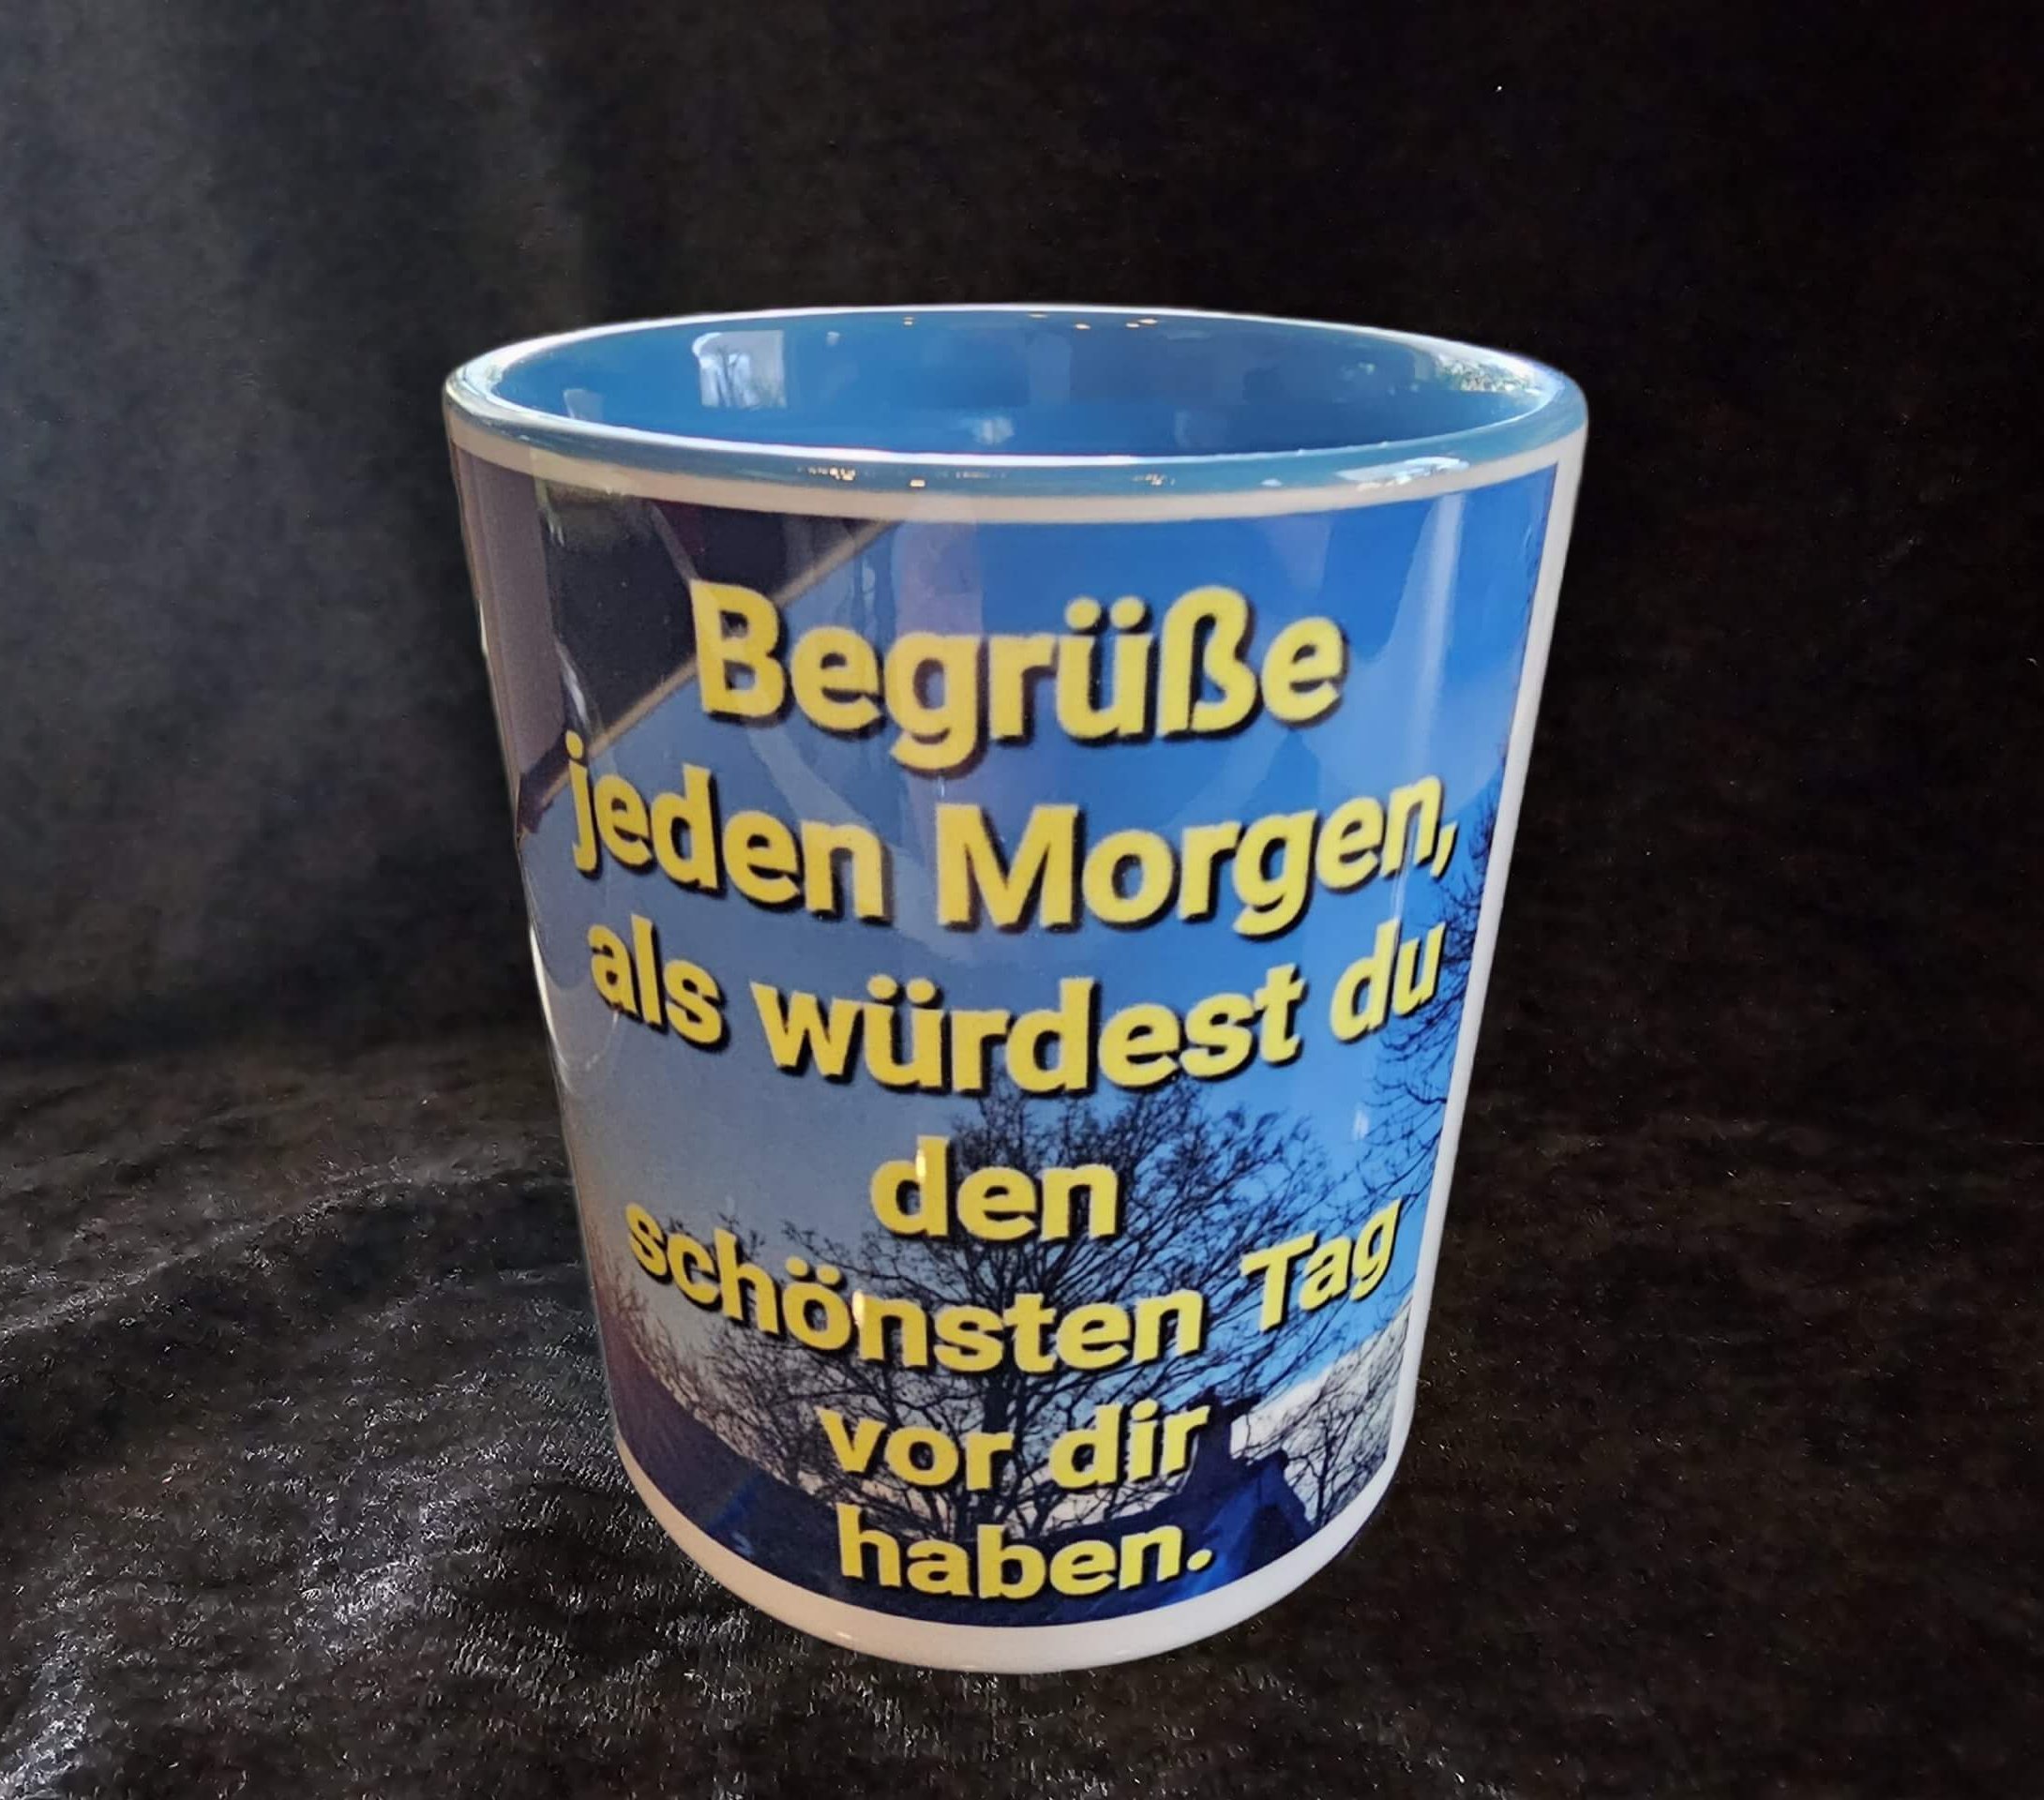 Begrüße
jeden Morgen,
als würdest du
den
schönsten Tag
vor dir
haben.